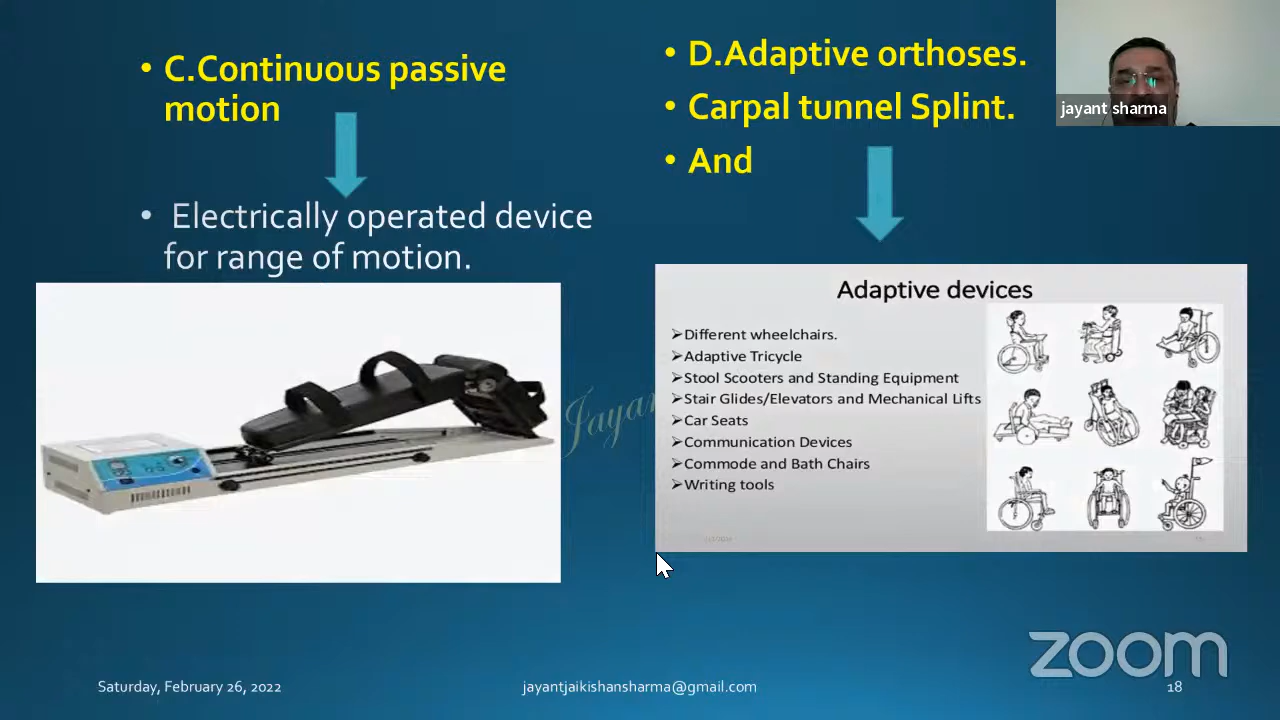 • C.Continuous passive
motion
• Electrically operated device
for range of motion.
• D.Adaptive orthoses.
• Carpal tunnel Splint.
• And
jayant sharma
Adaptive devices
➢Different wheelchairs.
➢Adaptive Tricycle
➢Stool Scooters and Standing Equipment
➢Stair Glides/Elevators and Mechanical Lifts
➢Car Seats
➢Communication Devices
➢Commode and Bath Chairs
➢Writing tools
zoom
Saturday, February 26, 2022
jayantjaikishansharma@gmail.com
18